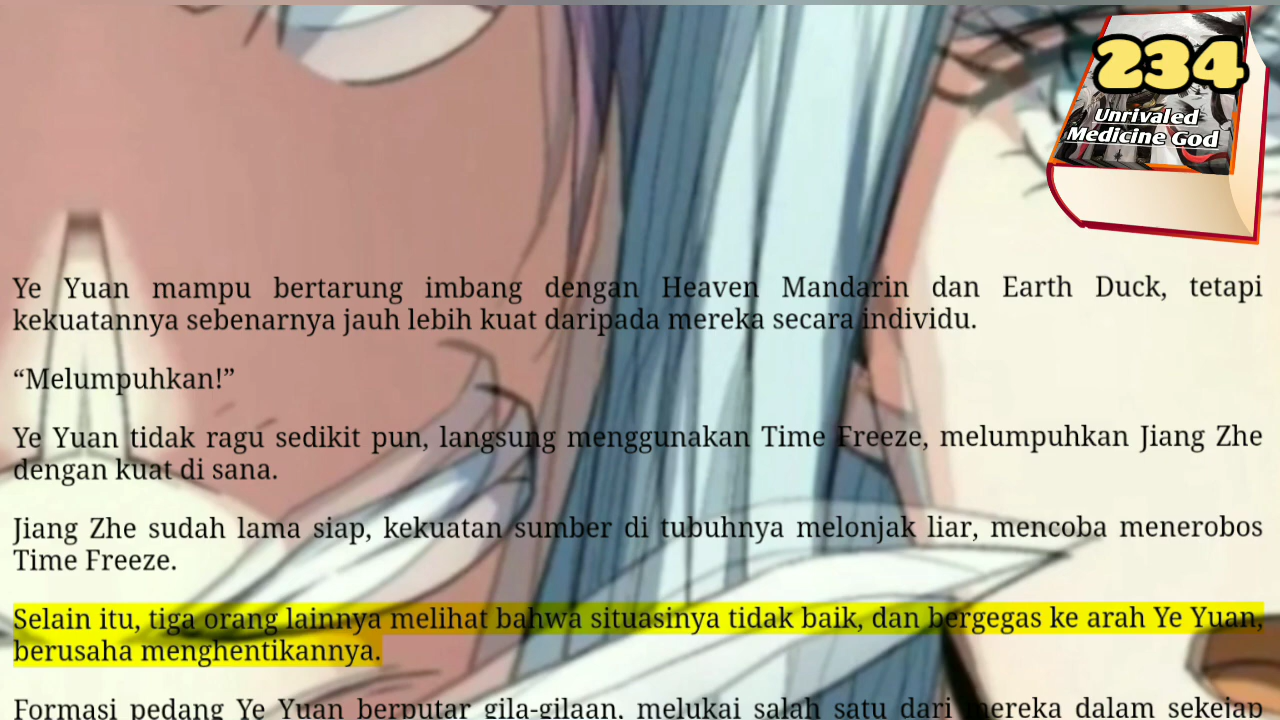 234
Unrivaled
Medicine God
Ye Yuan mampu bertarung imbang dengan Heaven Mandarin dan Earth Duck, tetapi
kekuatannya sebenarnya jauh lebih kuat daripada mereka secara individu.
“Melumpuhkan!”
Ye Yuan tidak ragu sedikit pun, langsung menggunakan Time Freeze, melumpuhkan Jiang Zhe
dengan kuat di sana.
Jiang Zhe sudah lama siap, kekuatan sumber di tubuhnya melonjak liar, mencoba menerobos
Time Freeze.
Selain itu, tiga orang lainnya melihat bahwa situasinya tidak baik, dan bergegas ke arah Ye Yuan,
berusaha menghentikannya.
Formasi pedang Ye Yuan berputar gila-gilaan, melukai salah satu dari mereka dalam sekejap